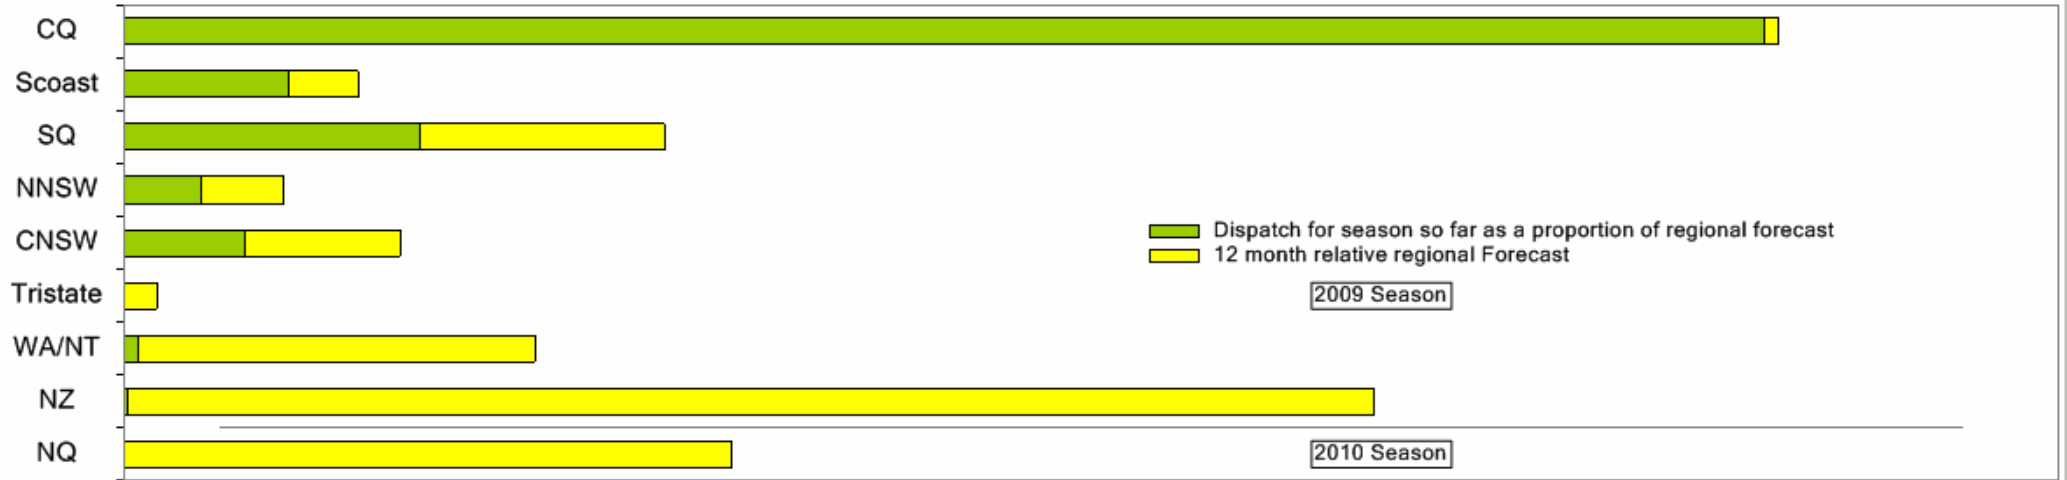 CQ
Scoast
SQ
NNSW
CNSW
Dispatch for season so far as a proportion of regional forecast
12 month relative regional Forecast
Tristate
2009 Season
WA/NT
NZ
NQ
2010 Season